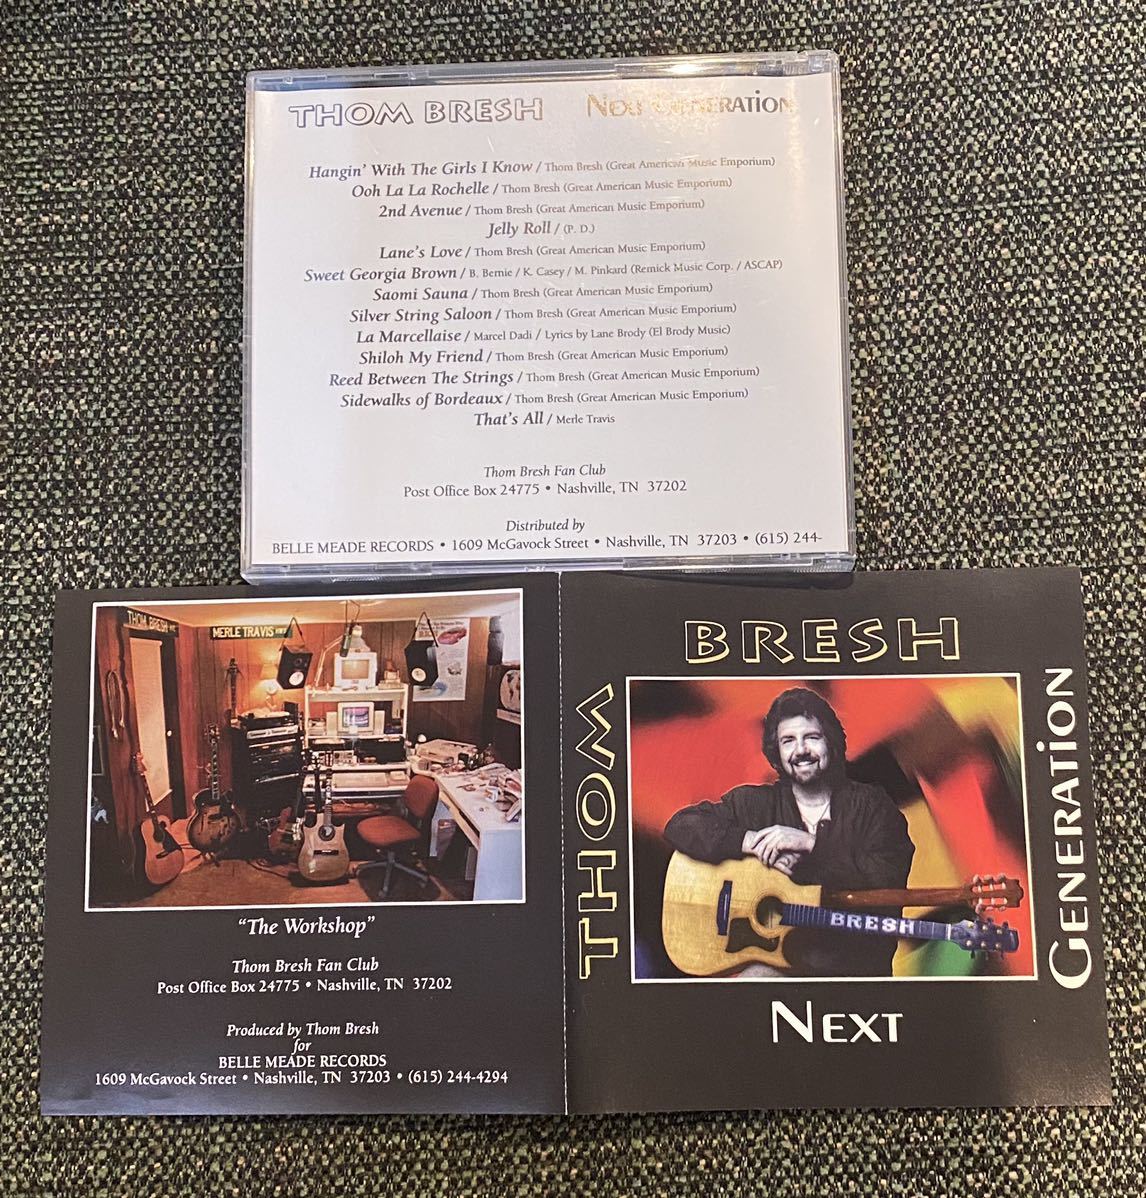 THOM BRESH NEXT GENERATION
Hangin' With The Girls I Know / Thom Bresh (Great American Music Emporium)
Ooh La La Rochelle / Thom Bresh (Great American Music Emporium)
2nd Avenue / Thom Bresh (Great American Music Emporium)
Jelly Roll / (P. D.)
Lane's Love / Thom Bresh (Great American Music Emporium)
Sweet Georgia Brown / B. Bernie / K. Casey / M. Pinkard (Remick Music Corp. / ASCAP)
Saomi Sauna / Thom Bresh (Great American Music Emporium)
Silver String Saloon / Thom Bresh (Great American Music Emporium)
La Marcellaise / Marcel Dadi / Lyrics by Lane Brody (El Brody Music)
Shiloh My Friend / Thom Bresh (Great American Music Emporium)
Reed Between The Strings / Thom Bresh (Great American Music Emporium)
Sidewalks of Bordeaux / Thom Bresh (Great American Music Emporium)
That's All / Merle Travis
Thom Bresh Fan Club
Post Office Box 24775 • Nashville, TN 37202
Distributed by
BELLE MEADE RECORDS • 1609 McGavock Street • Nashville, TN 37203 • (615) 244-
THOM BRESH AVE
MERLE TRAVIS
"The Workshop"
Thom Bresh Fan Club
Post Office Box 24775 • Nashville, TN 37202
Produced by Thom Bresh
for
BELLE MEADE RECORDS
1609 McGavock Street • Nashville, TN 37203 • (615) 244-4294
THOM
BRESH
BRESH
NEXT
GENERATION